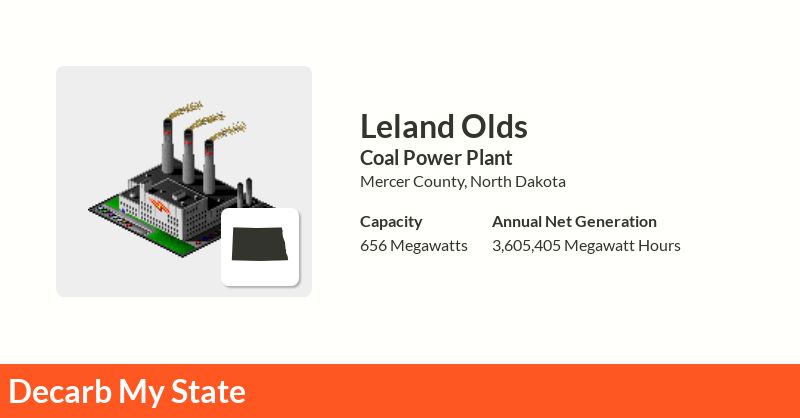 Leland Olds
Coal Power Plant
Mercer County, North Dakota
Capacity
656 Megawatts
Annual Net Generation
3,605,405 Megawatt Hours
Decarb My State